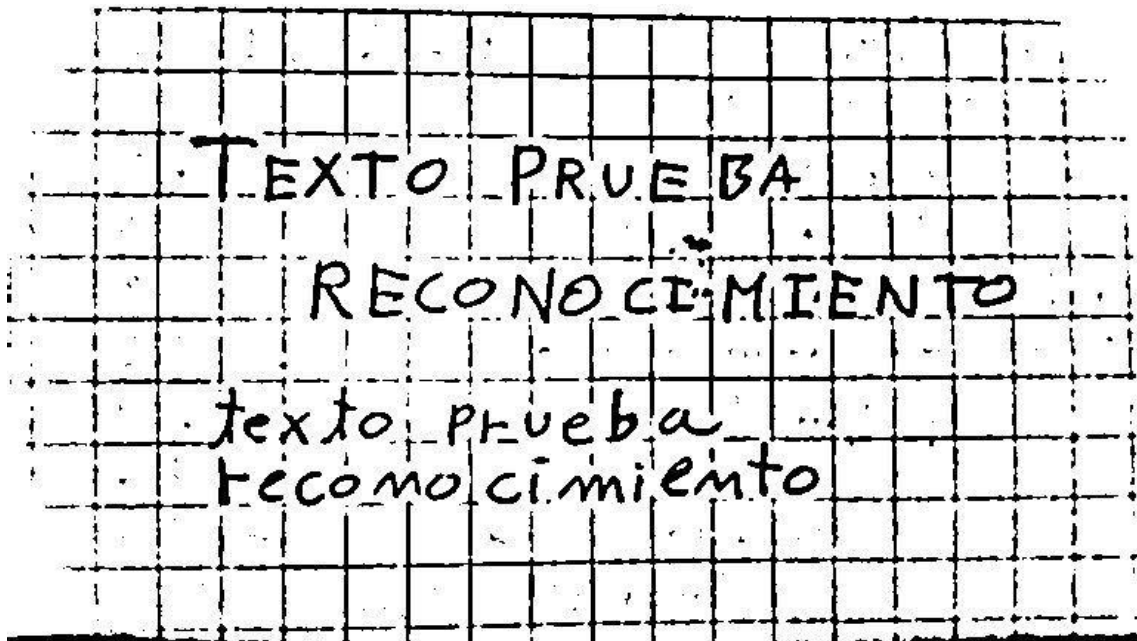 TEXTO PRUEBA
RECONOCIMIENTO
texto prueba
reconocimiento